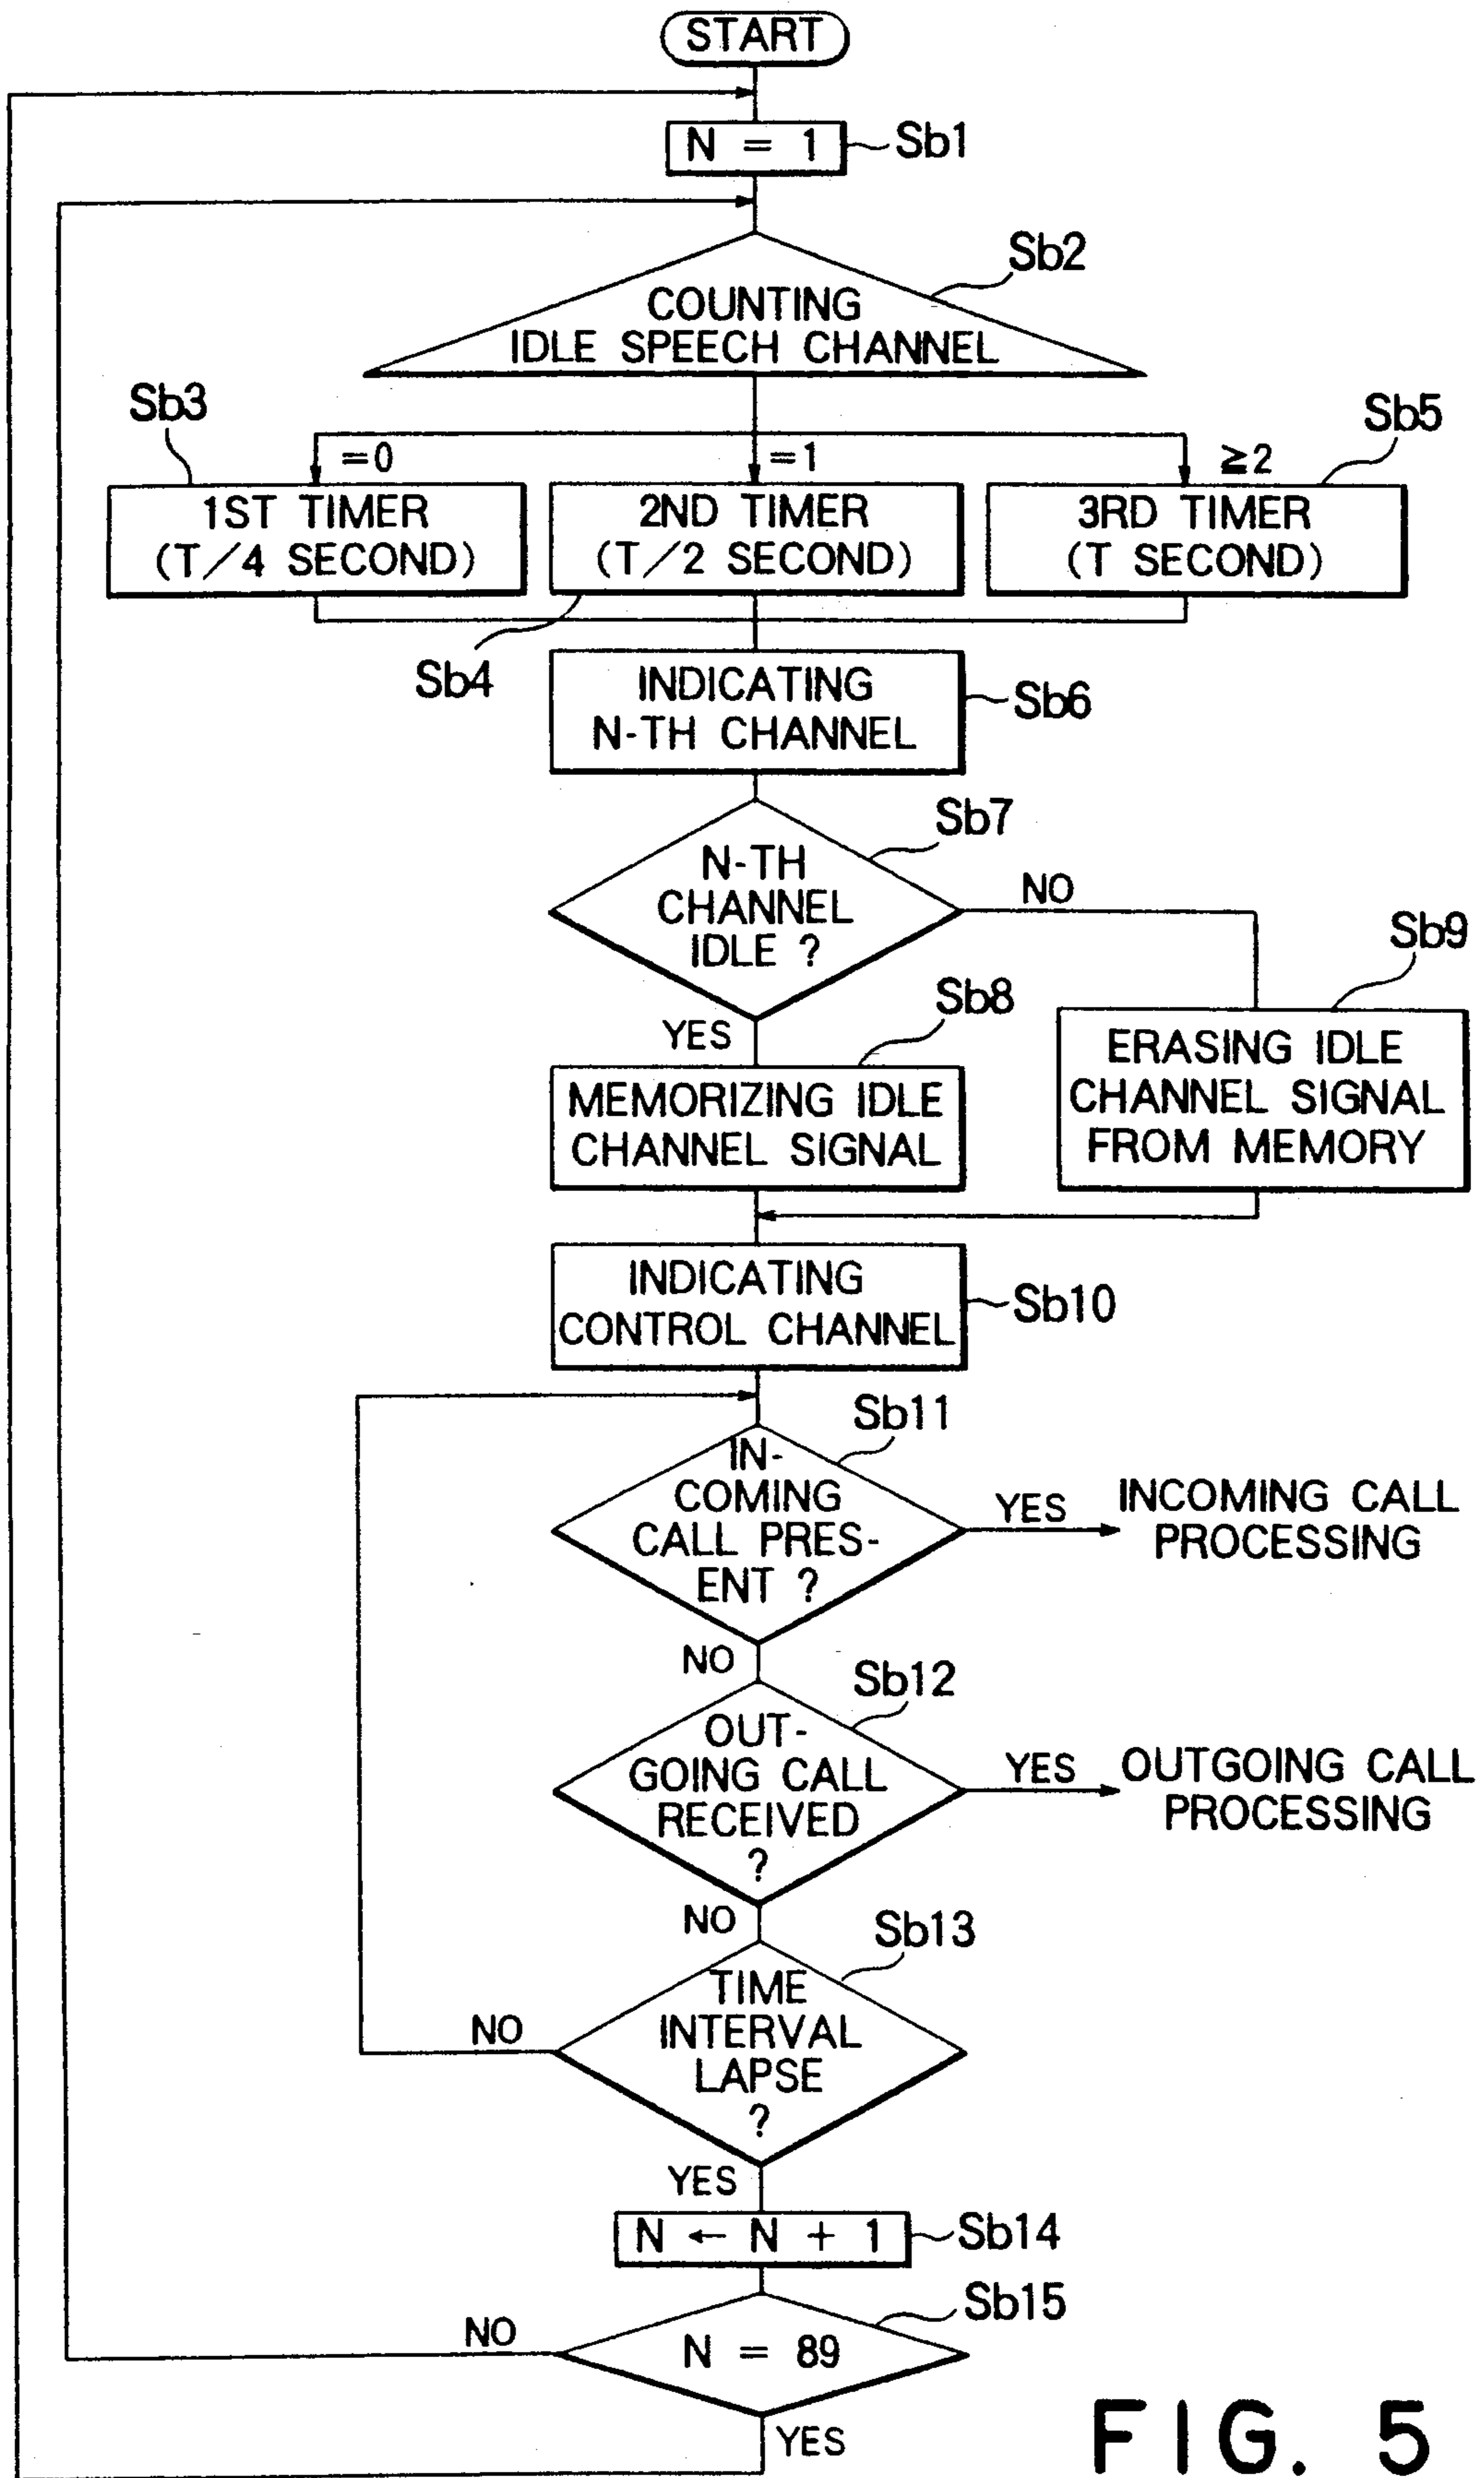 START
N = 1
Sb1
Sb2
COUNTING
IDLE SPEECH CHANNEL
Sb3
Sb5
=0
=1
≧2
1ST TIMER
(T/4 SECOND)
2ND TIMER
(T/2 SECOND)
3RD TIMER
(T SECOND)
Sb4
INDICATING
N-TH CHANNEL
Sb6
Sb7
N-TH
CHANNEL
IDLE ?
NO
Sb9
YES
Sb8
MEMORIZING IDLE
CHANNEL SIGNAL
ERASING IDLE
CHANNEL SIGNAL
FROM MEMORY
INDICATING
CONTROL CHANNEL
Sb10
Sb11
IN-
COMING
CALL PRES-
ENT ?
YES
INCOMING CALL
PROCESSING
NO
Sb12
OUT-
GOING CALL
RECEIVED
?
YES
OUTGOING CALL
PROCESSING
NO
Sb13
TIME
INTERVAL
LAPSE
?
NO
YES
N ← N + 1
Sb14
Sb15
N = 89
NO
YES
FIG. 5